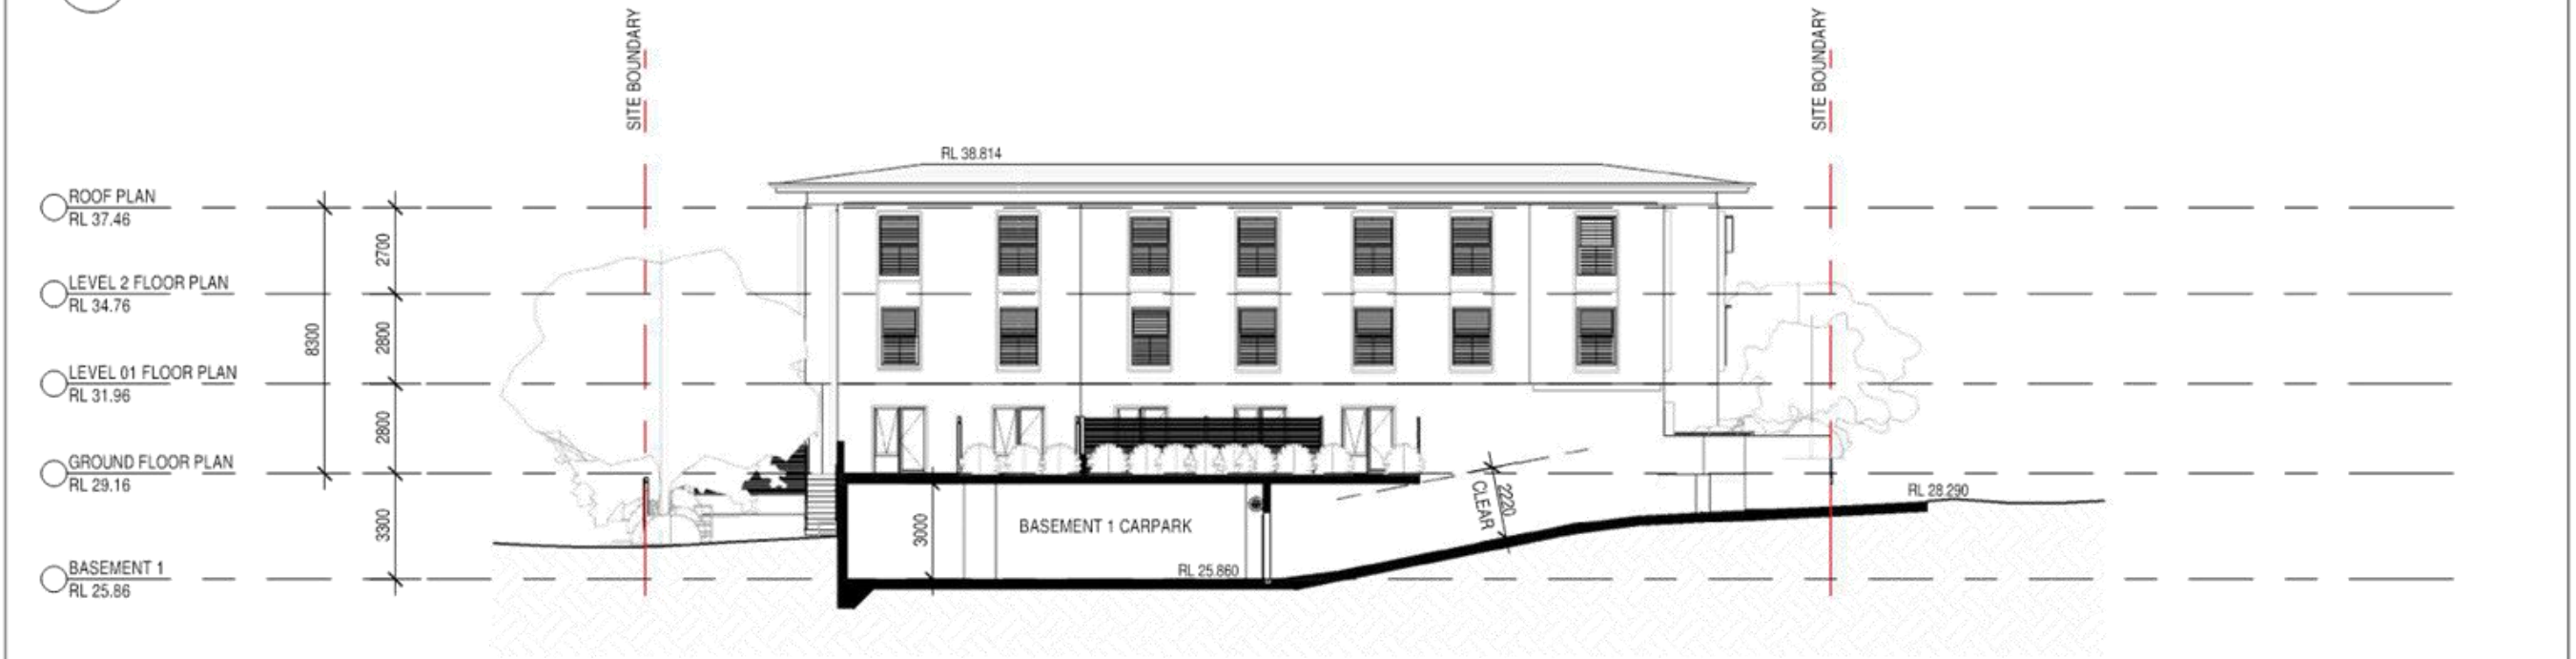 SITE BOUNDARY
SITE BOUNDARY
RL 38.814
ROOF PLAN
RL 37.46
2700
LEVEL 2 FLOOR PLAN
RL 34.76
8300
2800
LEVEL 01 FLOOR PLAN
RL 31.96
2800
GROUND FLOOR PLAN
RL 29.16
2220
CLEAR
RL 28.290
3300
3000
BASEMENT 1 CARPARK
RL 25.860
BASEMENT 1
RL 25.86